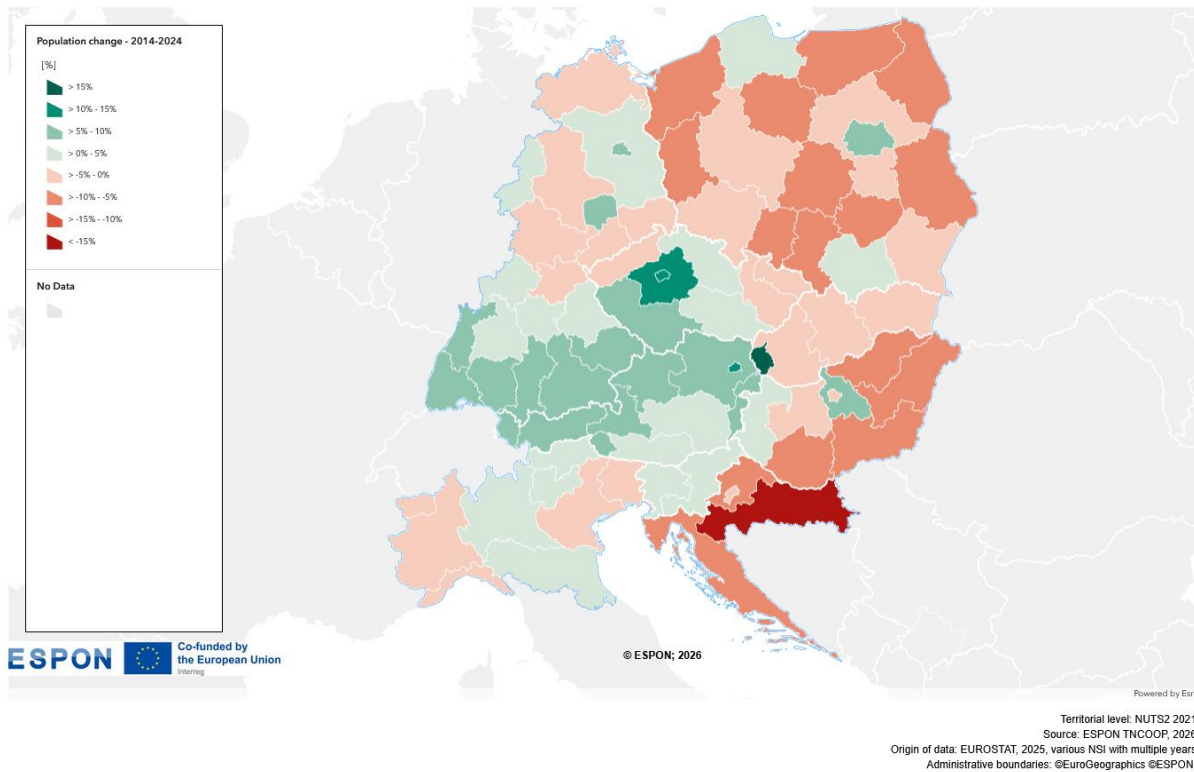 Population change - 2014-2024
[%]
> 15%
> 10% - 15%
> 5% - 10%
> 0% - 5%
> -5% - 0%
> -10% - -5%
> -15% - -10%
< -15%
No Data
ESPON
Co-funded by
the European Union
Interreg
© ESPON; 2026
Powered by Esri
Territorial level: NUTS2 2021
Source: ESPON TNCOOP, 2026
Origin of data: EUROSTAT, 2025, various NSI with multiple years
Administrative boundaries: ©EuroGeographics ©ESPON